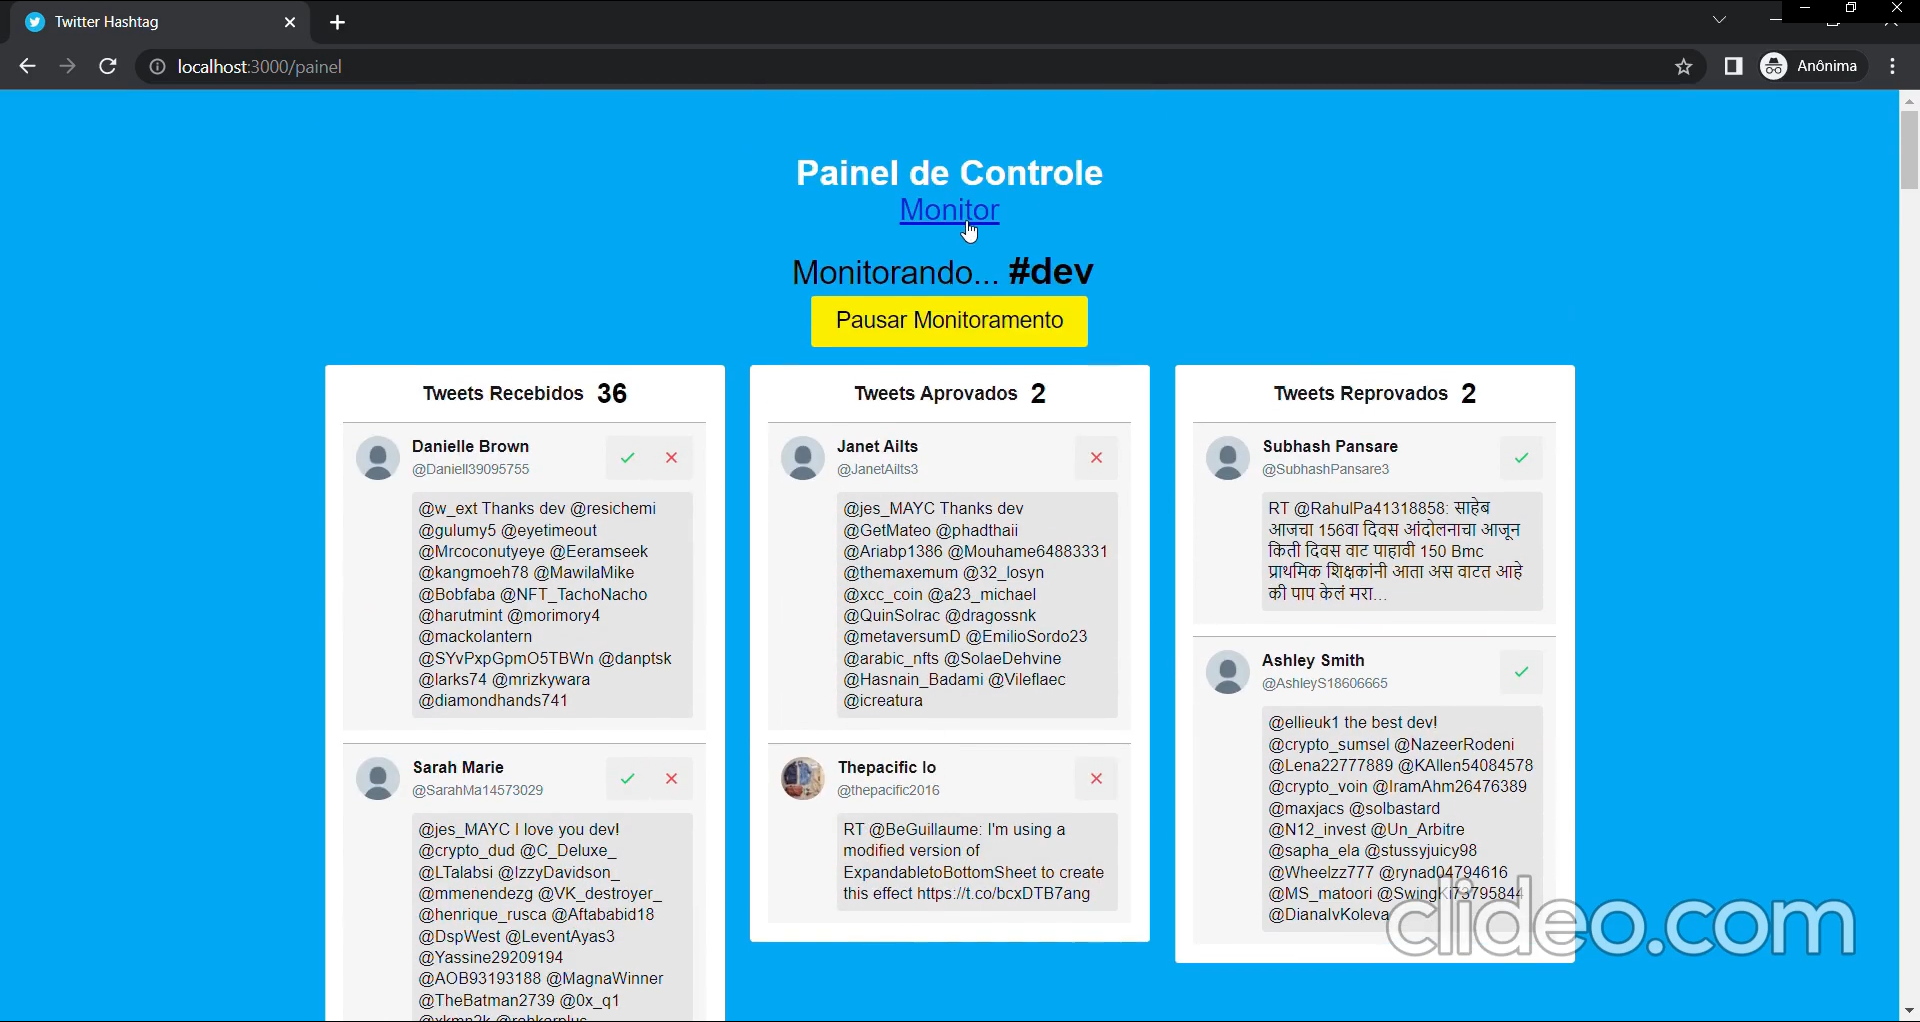 Twitter Hashtag
localhost:3000/painel
Anônima
Painel de Controle
Monitor
Monitorando... #dev
Pausar Monitoramento
Tweets Recebidos 36
Danielle Brown
@Daniell39095755
@w_ext Thanks dev @resichemi
@gulumy5 @eyetimeout
@Mrcoconutyeye @Eeramseek
@kangmoeh78 @MawilaMike
@Bobfaba @NFT_TachoNacho
@harutmint @morimory4
@mackolantern
@SYvPxpGpmO5TBWn @danptsk
@larks74 @mrizkywara
@diamondhands741
Sarah Marie
@SarahMa14573029
@jes_MAYC I love you dev!
@crypto_dud @C_Deluxe_
@LTalabsi @IzzyDavidson_
@mmenendezg @VK_destroyer_
@henrique_rusca @Aftababid18
@DspWest @LeventAyas3
@Yassine29209194
@AOB93193188 @MagnaWinner
@TheBatman2739 @0x_q1
Tweets Aprovados 2
Janet Ailts
@JanetAilts3
@jes_MAYC Thanks dev
@GetMateo @phadthaii
@Ariabp1386 @Mouhame64883331
@themaxemum @32_losyn
@xcc_coin @a23_michael
@QuinSolrac @dragossnk
@metaversumD @EmilioSordo23
@arabic_nfts @SolaeDehvine
@Hasnain_Badami @Vileflaec
@icreatura
Thepacific Io
@thepacific2016
RT @BeGuillaume: I'm using a
modified version of
ExpandabletoBottomSheet to create
this effect https://t.co/bcxDTB7ang
Tweets Reprovados 2
Subhash Pansare
@SubhashPansare3
RT @RahulPa41318858: साहेब
आजचा 156वा दिवस आंदोलनाचा आजून
किती दिवस वाट पाहावी 150 Bmc
प्राथमिक शिक्षकांनी आता अस वाटत आहे
की पाप केलं मरा...
Ashley Smith
@AshleyS18606665
@ellieuk1 the best dev!
@crypto_sumsel @NazeerRodeni
@Lena22777889 @KAllen54084578
@crypto_voin @IramAhm26476389
@maxjacs @solbastard
@N12_invest @Un_Arbitre
@sapha_ela @stussyjuicy98
@Wheelzz777 @rynad04794616
@MS_matoori @SwingKi73795844
@DianaIvKoleva
clideo.com